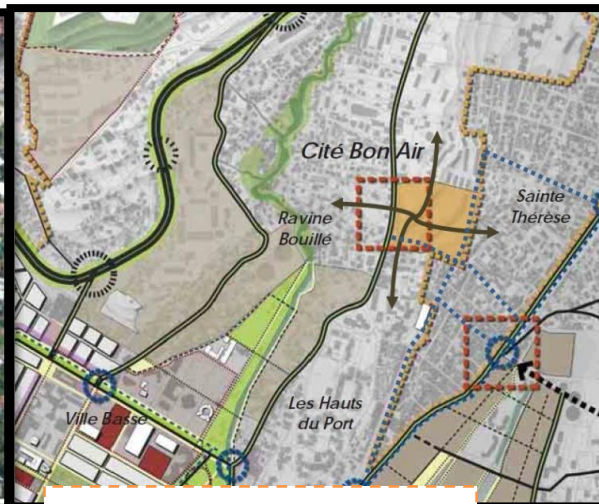 Cité Bon Air
Sainte
Thérèse
Ravine
Bouillé
Les Hauts
du Port
Ville Basse